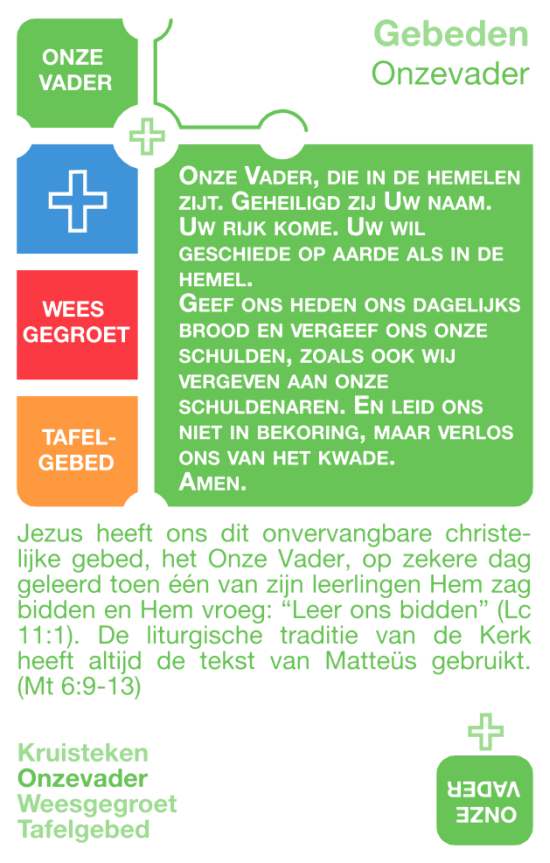 Gebeden
Onzevader
ONZE
VADER
WEES
GEGROET
TAFEL-
GEBED
ONZE VADER, DIE IN DE HEMELEN
ZIJT. GEHEILIGD ZIJ UW NAAM.
UW RIJK KOME. UW WIL
GESCHIEDE OP AARDE ALS IN DE
HEMEL.
GEEF ONS HEDEN ONS DAGELIJKS
BROOD EN VERGEEF ONS ONZE
SCHULDEN, ZOALS OOK WIJ
VERGEVEN AAN ONZE
SCHULDENAREN. EN LEID ONS
NIET IN BEKORING, MAAR VERLOS
ONS VAN HET KWADE.
AMEN.
Jezus heeft ons dit onvervangbare christe-
lijke gebed, het Onze Vader, op zekere dag
geleerd toen één van zijn leerlingen Hem zag
bidden en Hem vroeg: “Leer ons bidden” (Lc
11:1). De liturgische traditie van de Kerk
heeft altijd de tekst van Matteüs gebruikt.
(Mt 6:9-13)
Kruisteken
Onzevader
Weesgegroet
Tafelgebed
ONZE
VADER